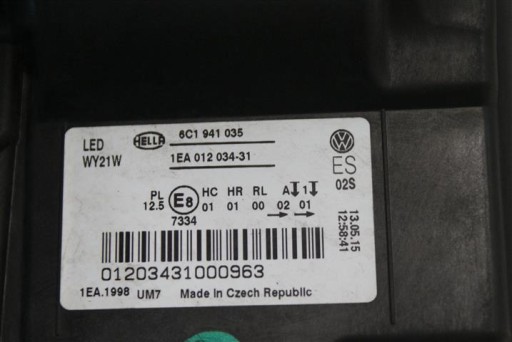 LED HELLA 6C1 941 035
WY21W 1EA 012 034-31
ES
02S
PL HC HR RL A 1
12.5 E8 01 01 00 02 01
7334
13.05.15
12:58:41
01203431000963
1EA.1998 UM7 Made in Czech Republic